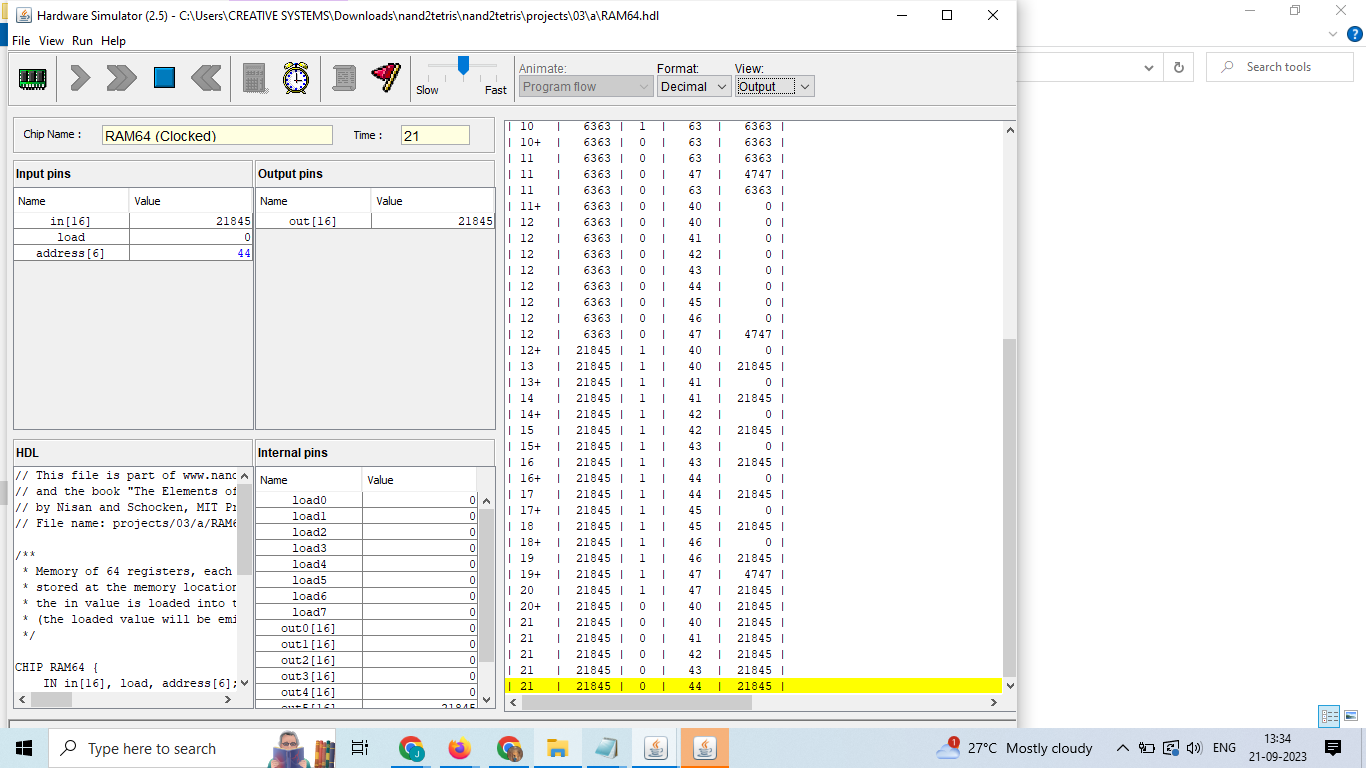 Hardware Simulator (2.5) - C:\Users\CREATIVE SYSTEMS\Downloads\nand2tetris\nand2tetris\projects\03\a\RAM64.hdl
File View Run Help
Slow Fast
Animate: Format: View:
Program flow Decimal Output
Search tools
Chip Name : RAM64 (Clocked) Time : 21
Input pins
Name Value
in[16] 21845
load 0
address[6] 44
Output pins
Name Value
out[16] 21845
HDL
// This file is part of www.nanc
// and the book "The Elements of
// by Nisan and Schocken, MIT Pr
// File name: projects/03/a/RAM6
/**
* Memory of 64 registers, each
* stored at the memory location
* the in value is loaded into t
* (the loaded value will be emi
*/
CHIP RAM64 {
IN in[16], load, address[6];
Internal pins
Name Value
load0 0
load1 0
load2 0
load3 0
load4 0
load5 0
load6 0
load7 0
out0[16] 0
out1[16] 0
out2[16] 0
out3[16] 0
out4[16] 0
out5[16] 21845
| 10 | 6363 | 1 | 63 | 6363 |
| 10+ | 6363 | 0 | 63 | 6363 |
| 11 | 6363 | 0 | 63 | 6363 |
| 11 | 6363 | 0 | 47 | 4747 |
| 11 | 6363 | 0 | 63 | 6363 |
| 11+ | 6363 | 0 | 40 | 0 |
| 12 | 6363 | 0 | 40 | 0 |
| 12 | 6363 | 0 | 41 | 0 |
| 12 | 6363 | 0 | 42 | 0 |
| 12 | 6363 | 0 | 43 | 0 |
| 12 | 6363 | 0 | 44 | 0 |
| 12 | 6363 | 0 | 45 | 0 |
| 12 | 6363 | 0 | 46 | 0 |
| 12 | 6363 | 0 | 47 | 4747 |
| 12+ | 21845 | 1 | 40 | 0 |
| 13 | 21845 | 1 | 40 | 21845 |
| 13+ | 21845 | 1 | 41 | 0 |
| 14 | 21845 | 1 | 41 | 21845 |
| 14+ | 21845 | 1 | 42 | 0 |
| 15 | 21845 | 1 | 42 | 21845 |
| 15+ | 21845 | 1 | 43 | 0 |
| 16 | 21845 | 1 | 43 | 21845 |
| 16+ | 21845 | 1 | 44 | 0 |
| 17 | 21845 | 1 | 44 | 21845 |
| 17+ | 21845 | 1 | 45 | 0 |
| 18 | 21845 | 1 | 45 | 21845 |
| 18+ | 21845 | 1 | 46 | 0 |
| 19 | 21845 | 1 | 46 | 21845 |
| 19+ | 21845 | 1 | 47 | 4747 |
| 20 | 21845 | 1 | 47 | 21845 |
| 20+ | 21845 | 0 | 40 | 21845 |
| 21 | 21845 | 0 | 40 | 21845 |
| 21 | 21845 | 0 | 41 | 21845 |
| 21 | 21845 | 0 | 42 | 21845 |
| 21 | 21845 | 0 | 43 | 21845 |
| 21 | 21845 | 0 | 44 | 21845 |
Type here to search
1 27°C Mostly cloudy ENG
13:34
21-09-2023